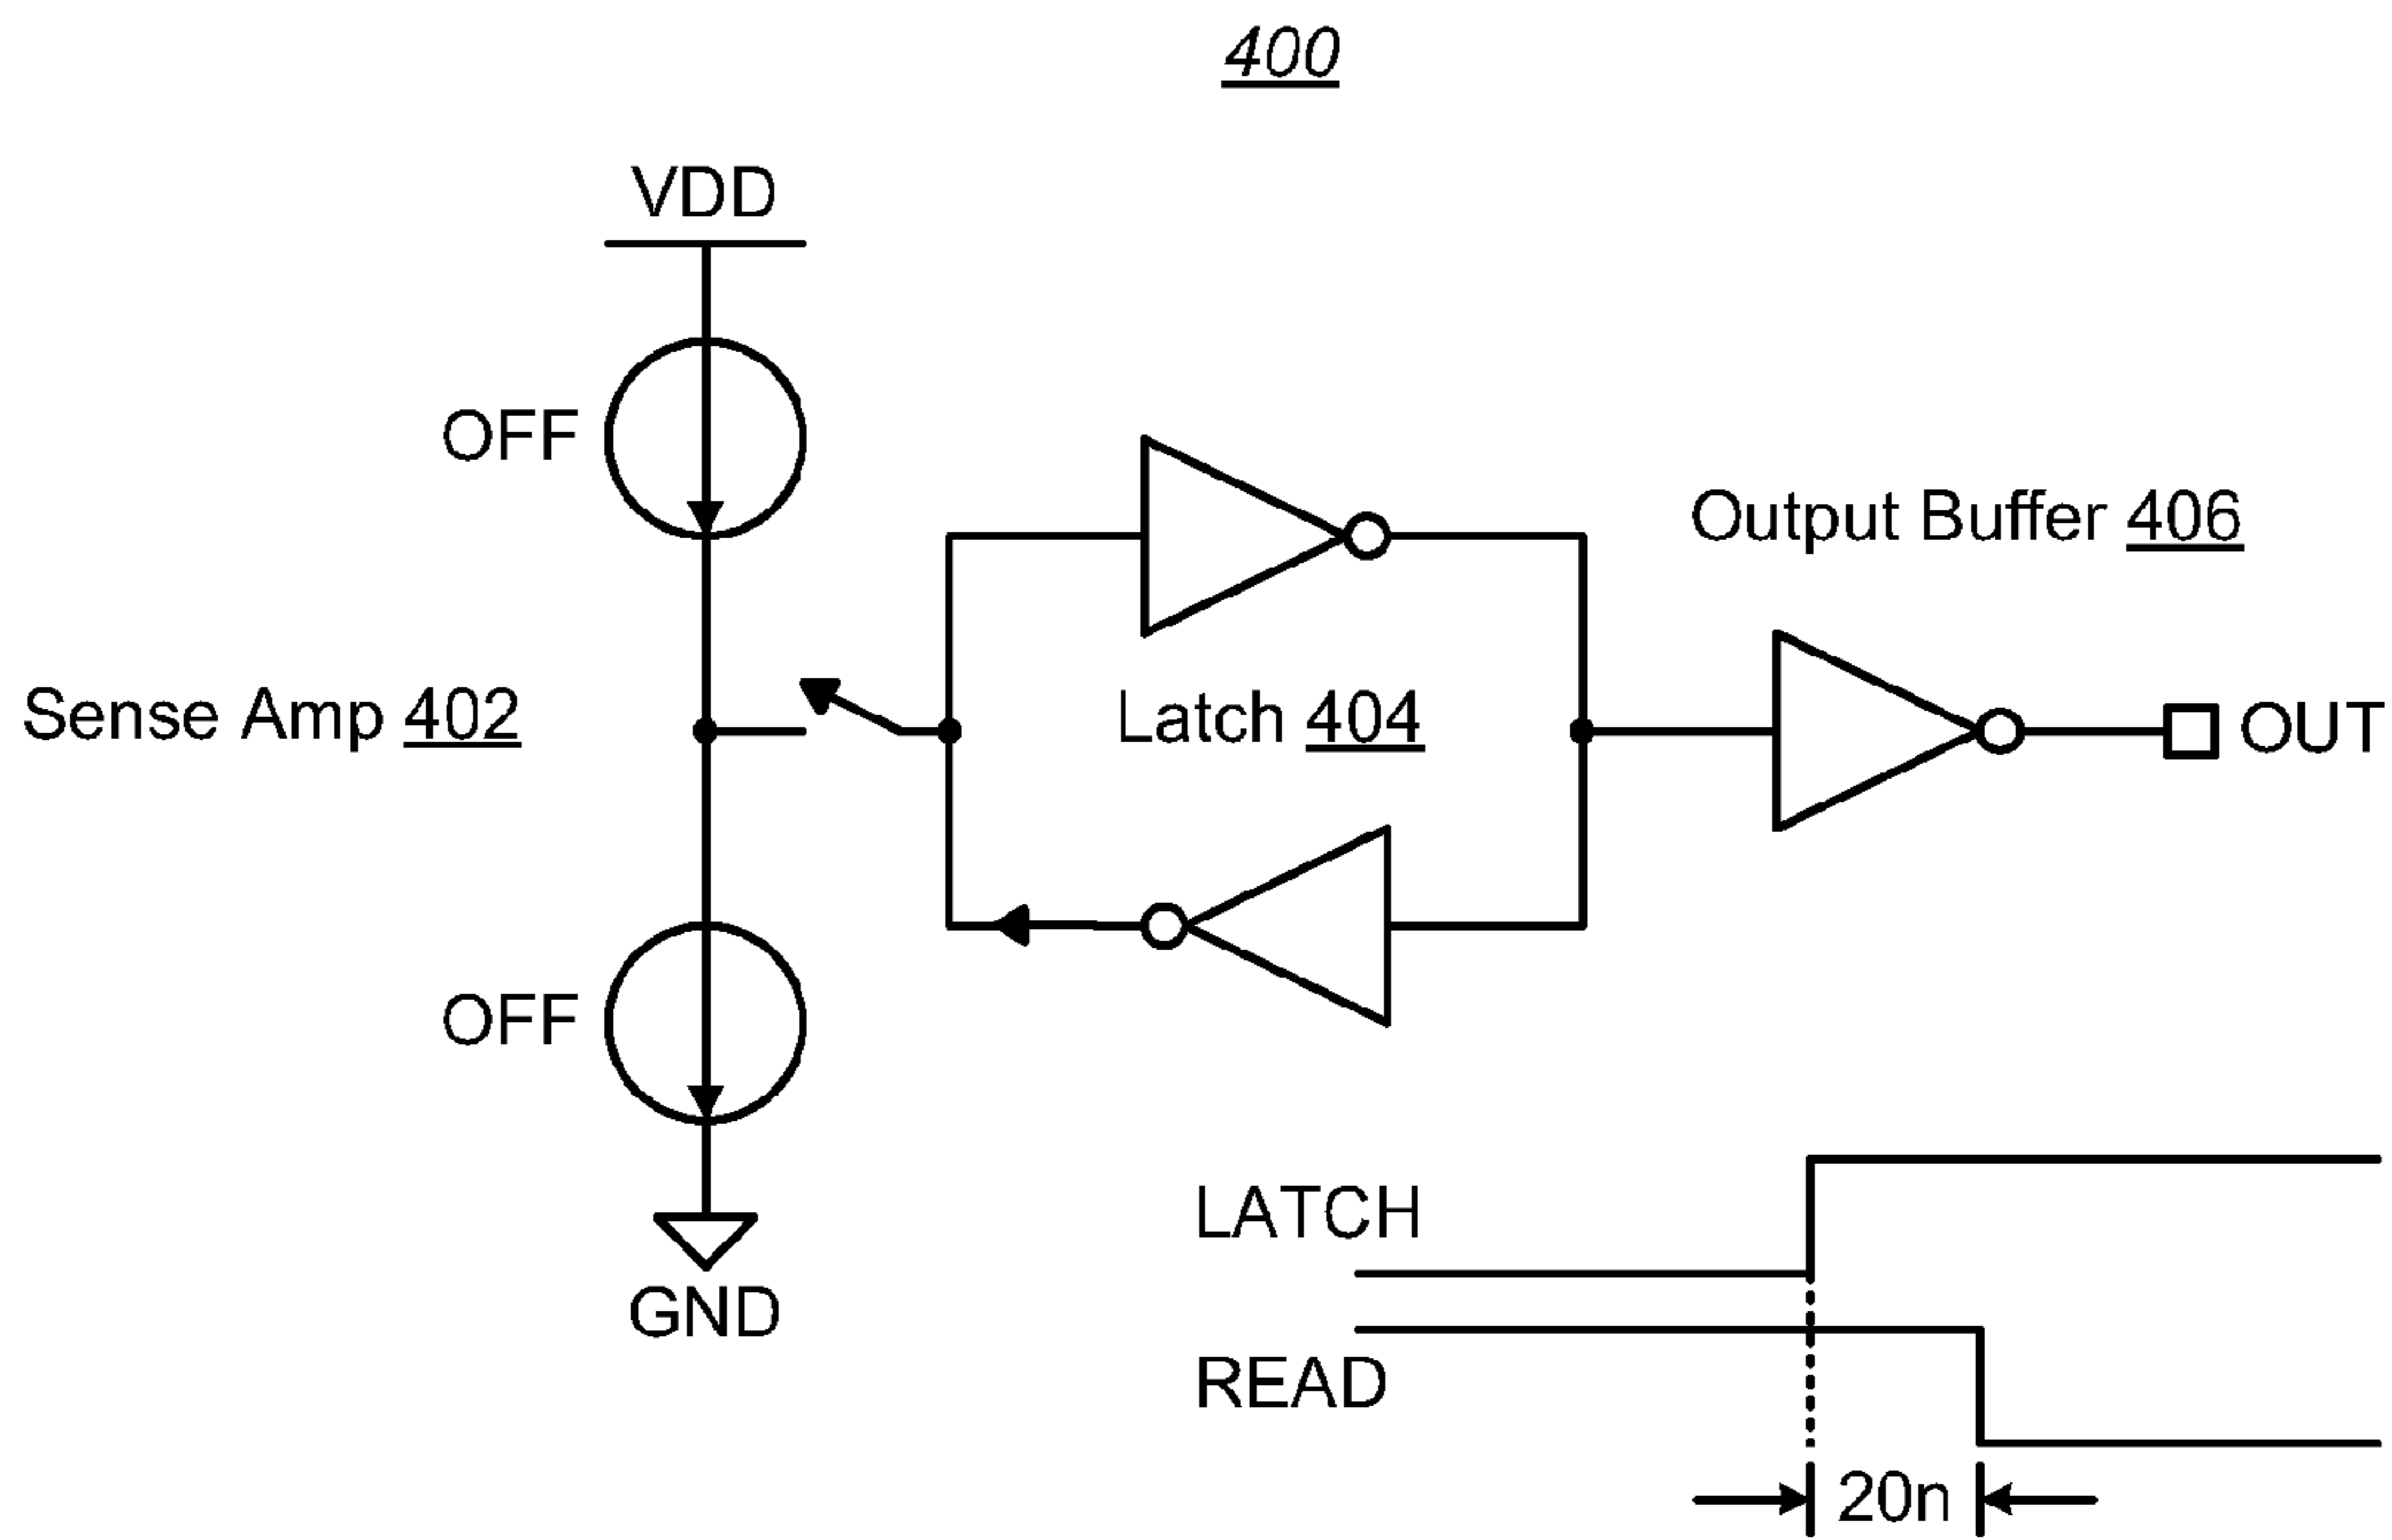 400
VDD
OFF
Output Buffer 406
Sense Amp 402
Latch 404
OUT
OFF
LATCH
GND
READ
20n